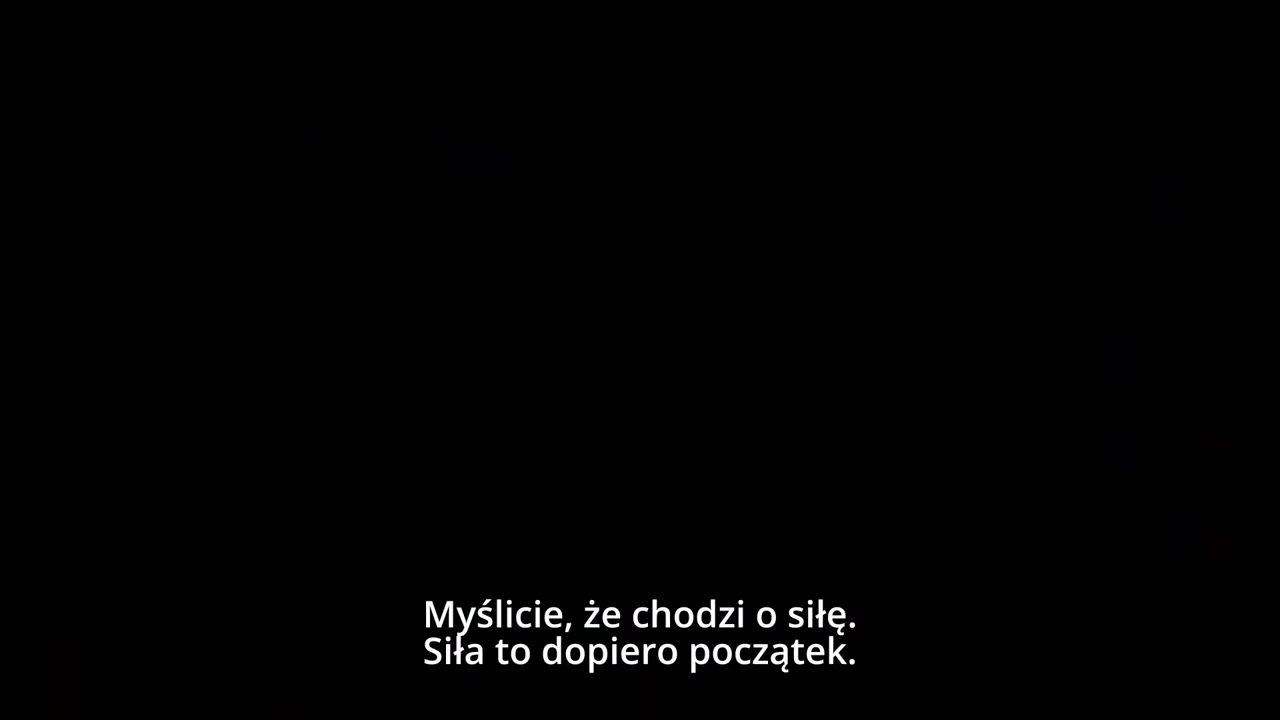 Myślicie, że chodzi o siłę.
Siła to dopiero początek.